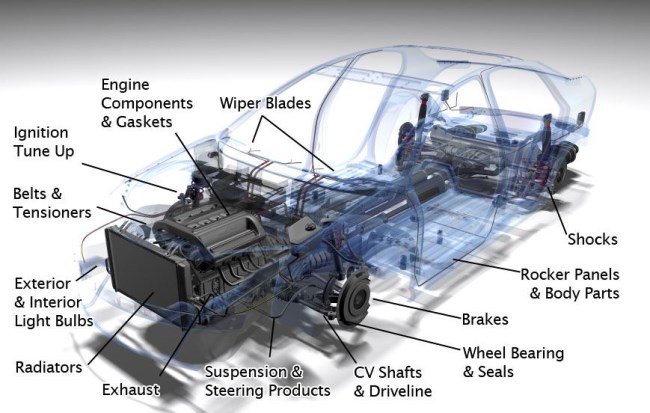 Engine
Components
& Gaskets
Wiper Blades
Ignition
Tune Up
Belts &
Tensioners
Exterior
& Interior
Light Bulbs
Radiators
Exhaust
Suspension &
Steering Products
CV Shafts
& Driveline
Wheel Bearing
& Seals
Brakes
Rocker Panels
& Body Parts
Shocks